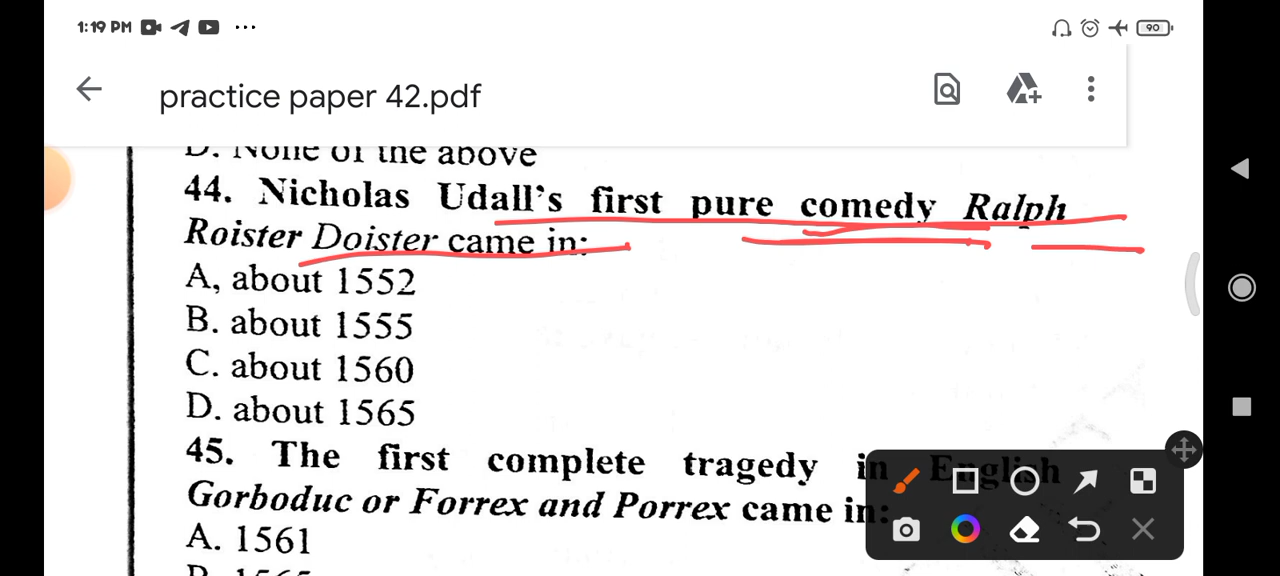 1:19 PM ...
90
practice paper 42.pdf
D. None of the above
44. Nicholas Udall's first pure comedy Ralph
Roister Doister came in:
A, about 1552
B. about 1555
C. about 1560
D. about 1565
45. The first complete tragedy in English
Gorboduc or Forrex and Porrex came in:
A. 1561